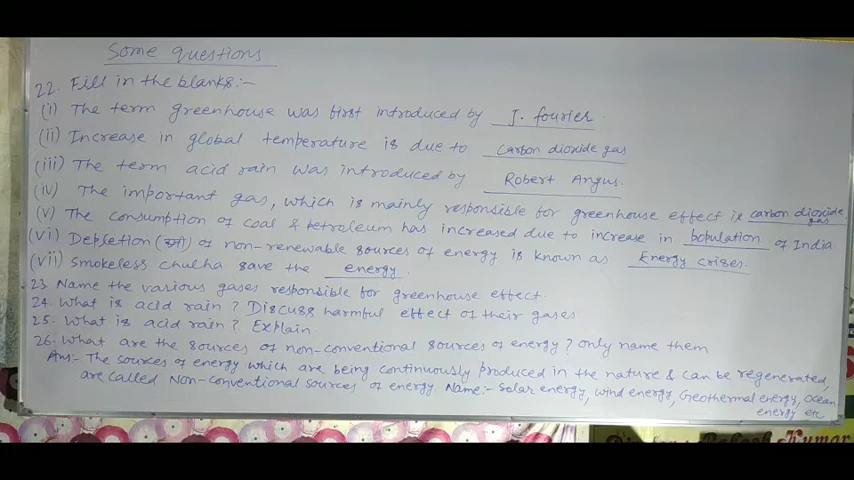 Some questions
22. Fill in the blanks:-
(i) The term greenhouse was first introduced by J. fourier.
(ii) Increase in global temperature is due to Carbon dioxide gas
(iii) The term acid rain was introduced by Robert Angus.
(iv) The important gas, which is mainly responsible for greenhouse effect is carbon dioxide gas
(v) The consumption of coal & petroleum has increased due to increase in population of India
(vi) Depletion (कमी) of non-renewable sources of energy is known as Energy crises.
(vii) Smokeless chulha save the energy.
23 Name the various gases responsible for greenhouse effect.
24. What is acid rain? Discuss harmful effect of their gases.
25. What is acid rain? Explain
26. What are the sources of non-conventional sources of energy? only name them
Ans:- The sources of energy which are being continuously produced in the nature & can be regenerated,
are called Non-conventional sources of energy. Name:- Solar energy, wind energy, Geothermal energy, Ocean
energy etc
Rakesh Kumar